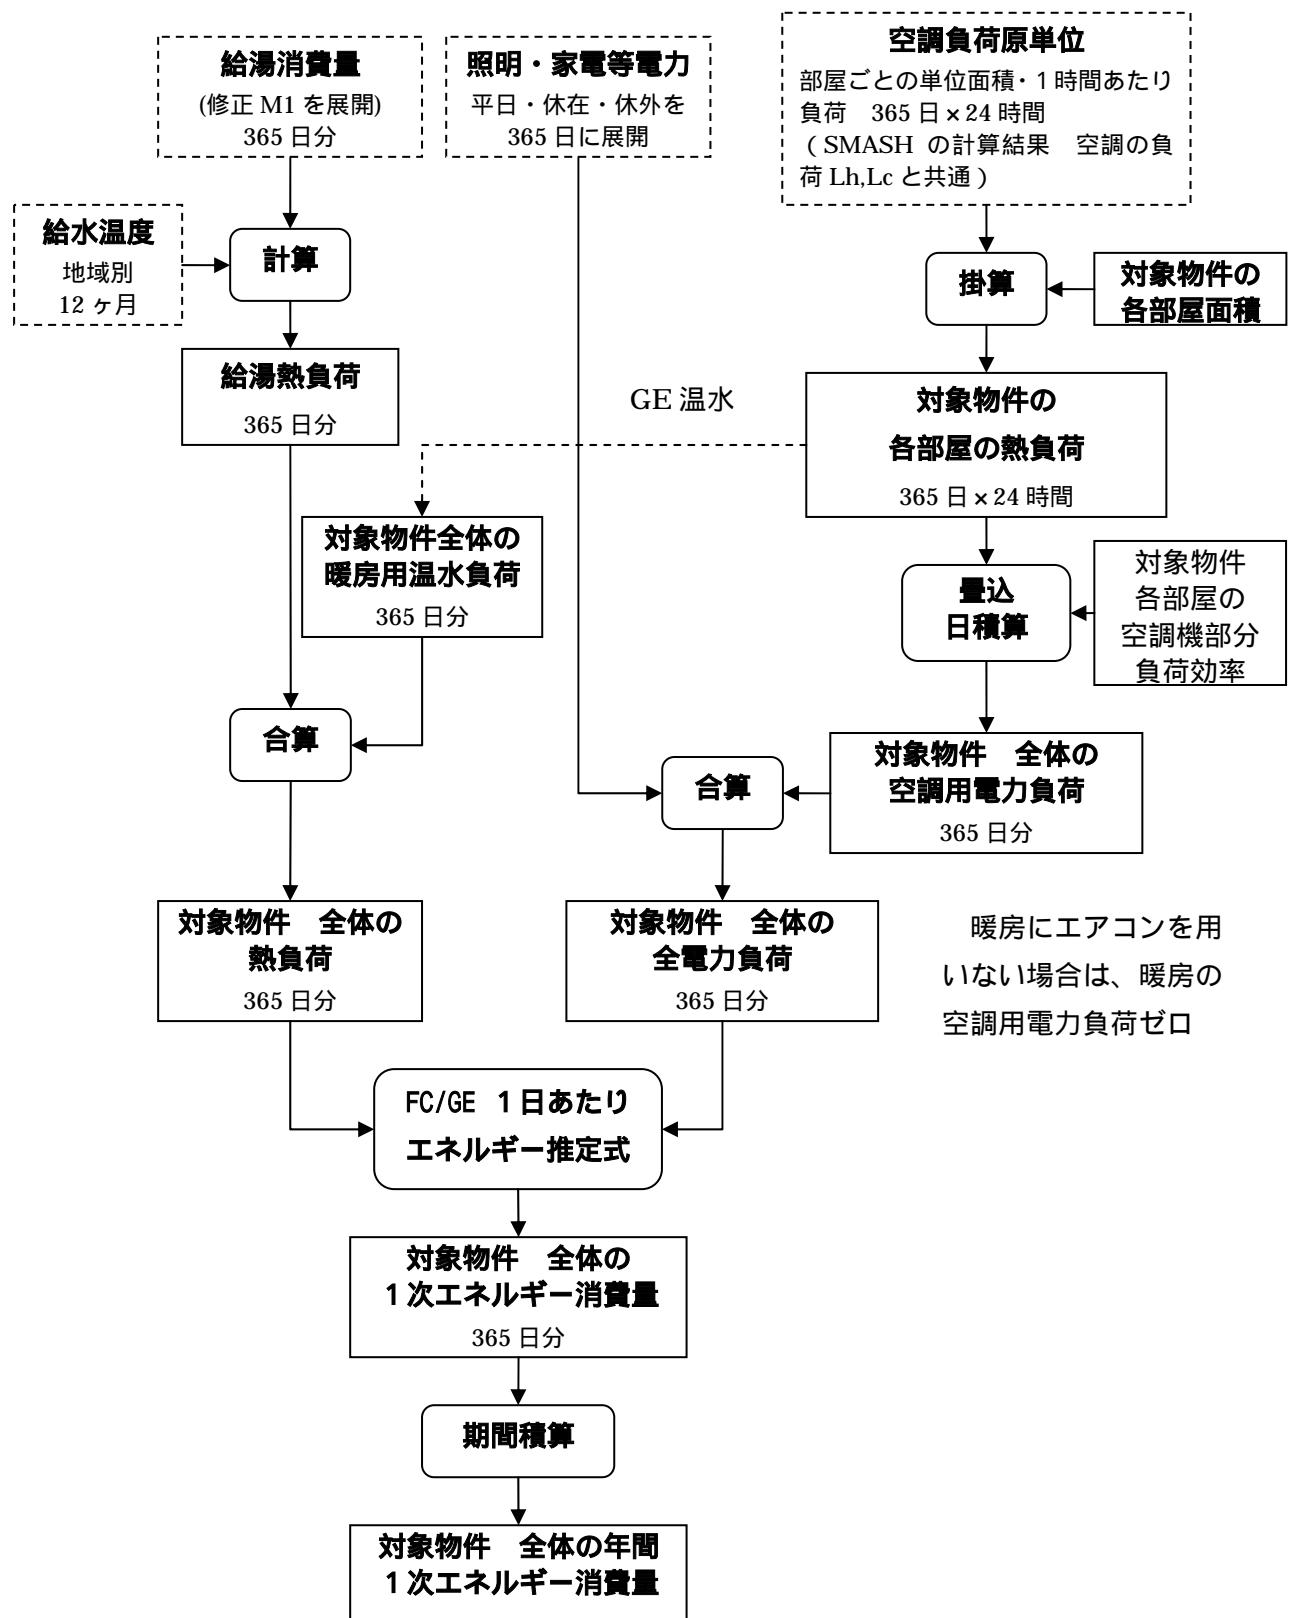 給湯消費量
(修正 M1 を展開)
365 日分
照明・家電等電力
平日・休在・休外を
365 日に展開
空調負荷原単位
部屋ごとの単位面積・1時間あたり
負荷　365 日×24 時間
（SMASH の計算結果　空調の負
荷 Lh,Lc と共通）
給水温度
地域別
12 ヶ月
計算
掛算
対象物件の
各部屋面積
給湯熱負荷
365 日分
GE 温水
対象物件の
各部屋の熱負荷
365 日×24 時間
対象物件全体の
暖房用温水負荷
365 日分
畳込
日積算
対象物件
各部屋の
空調機部分
負荷効率
合算
合算
対象物件　全体の
空調用電力負荷
365 日分
対象物件　全体の
熱負荷
365 日分
対象物件　全体の
全電力負荷
365 日分
暖房にエアコンを用
いない場合は、暖房の
空調用電力負荷ゼロ
FC/GE 1日あたり
エネルギー推定式
対象物件　全体の
1次エネルギー消費量
365 日分
期間積算
対象物件　全体の年間
1次エネルギー消費量